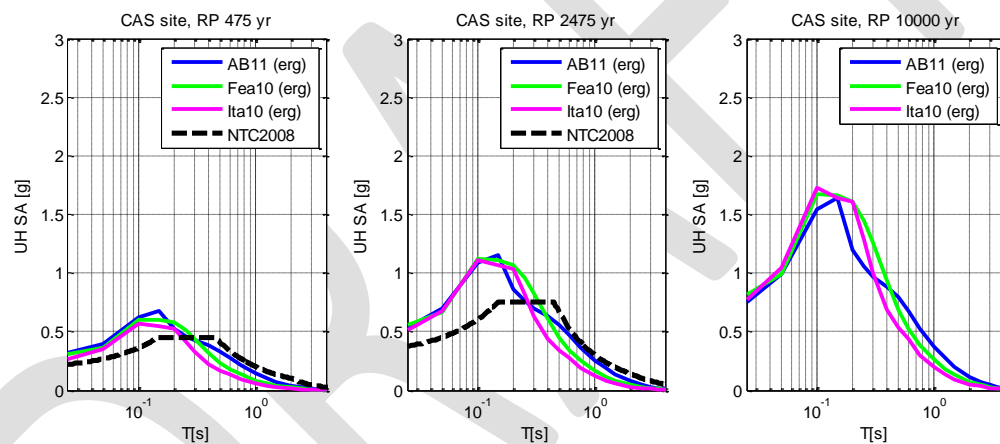 CAS site, RP 475 yr
3
2.5
2
1.5
1
0.5
0
UH SA [g]
AB11 (erg)
Fea10 (erg)
Ita10 (erg)
NTC2008
10-1
100
T[s]
CAS site, RP 2475 yr
3
2.5
2
1.5
1
0.5
0
UH SA [g]
AB11 (erg)
Fea10 (erg)
Ita10 (erg)
NTC2008
10-1
100
T[s]
CAS site, RP 10000 yr
3
2.5
2
1.5
1
0.5
0
UH SA [g]
AB11 (erg)
Fea10 (erg)
Ita10 (erg)
10-1
100
T[s]